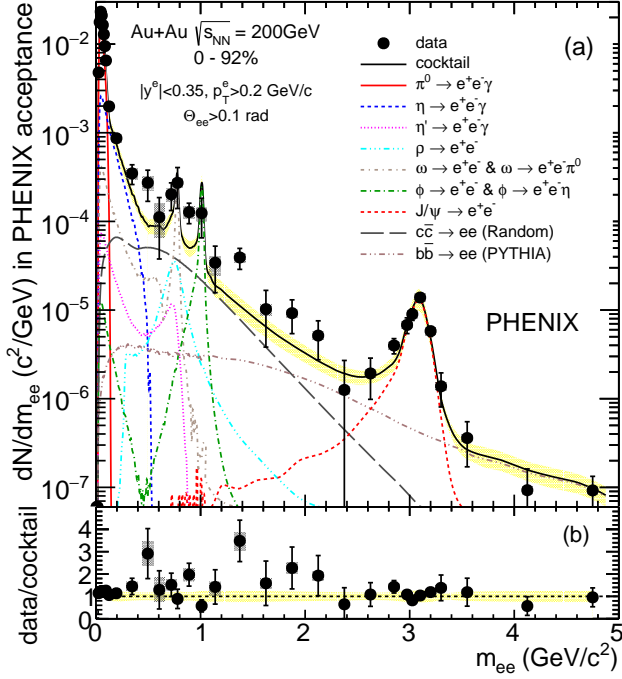 Au+Au √s_NN = 200GeV
0 - 92%
|y^e|<0.35, p_T^e>0.2 GeV/c
Θ_ee>0.1 rad
(a)
data
cocktail
π⁰ → e⁺e⁻γ
η → e⁺e⁻γ
η' → e⁺e⁻γ
ρ → e⁺e⁻
ω → e⁺e⁻ & ω → e⁺e⁻π⁰
φ → e⁺e⁻ & φ → e⁺e⁻η
J/ψ → e⁺e⁻
cc̅ → ee (Random)
bb̅ → ee (PYTHIA)
PHENIX
dN/dm_ee (c²/GeV) in PHENIX acceptance
10⁻²
10⁻³
10⁻⁴
10⁻⁵
10⁻⁶
10⁻⁷
(b)
data/cocktail
4
3
2
1
0
0 1 2 3 4 5
m_ee (GeV/c²)